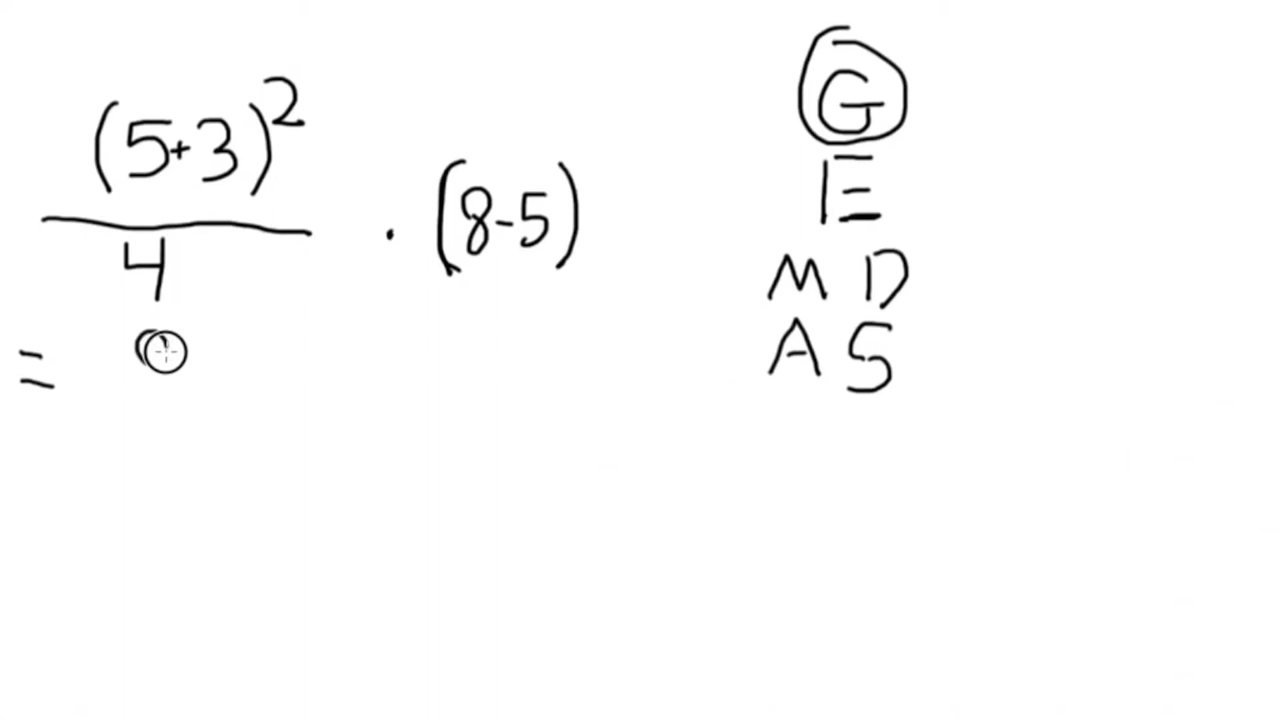 (5+3)²
4
· (8-5)
=
G
E
M D
A S